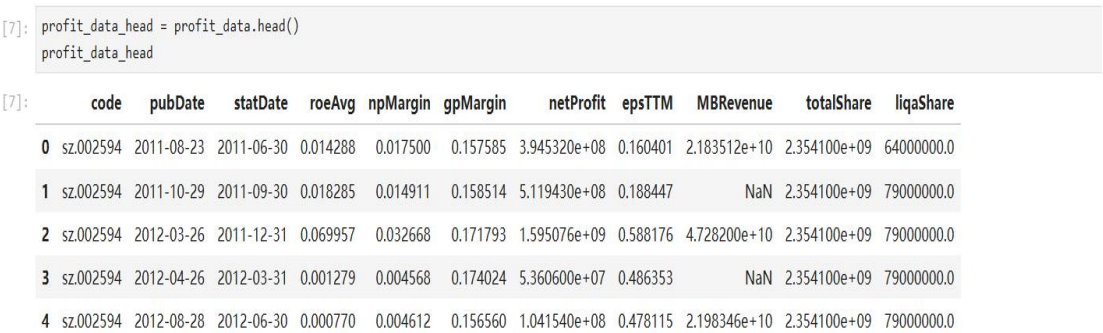 [7]: profit_data_head = profit_data.head()
profit_data_head
[7]: code pubDate statDate roeAvg npMargin gpMargin netProfit epsTTM MBRevenue totalShare liqaShare
0 sz.002594 2011-08-23 2011-06-30 0.014288 0.017500 0.157585 3.945320e+08 0.160401 2.183512e+10 2.354100e+09 64000000.0
1 sz.002594 2011-10-29 2011-09-30 0.018285 0.014911 0.158514 5.119430e+08 0.188447 NaN 2.354100e+09 79000000.0
2 sz.002594 2012-03-26 2011-12-31 0.069957 0.032668 0.171793 1.595076e+09 0.588176 4.728200e+10 2.354100e+09 79000000.0
3 sz.002594 2012-04-26 2012-03-31 0.001279 0.004568 0.174024 5.360600e+07 0.486353 NaN 2.354100e+09 79000000.0
4 sz.002594 2012-08-28 2012-06-30 0.000770 0.004612 0.156560 1.041540e+08 0.478115 2.198346e+10 2.354100e+09 79000000.0